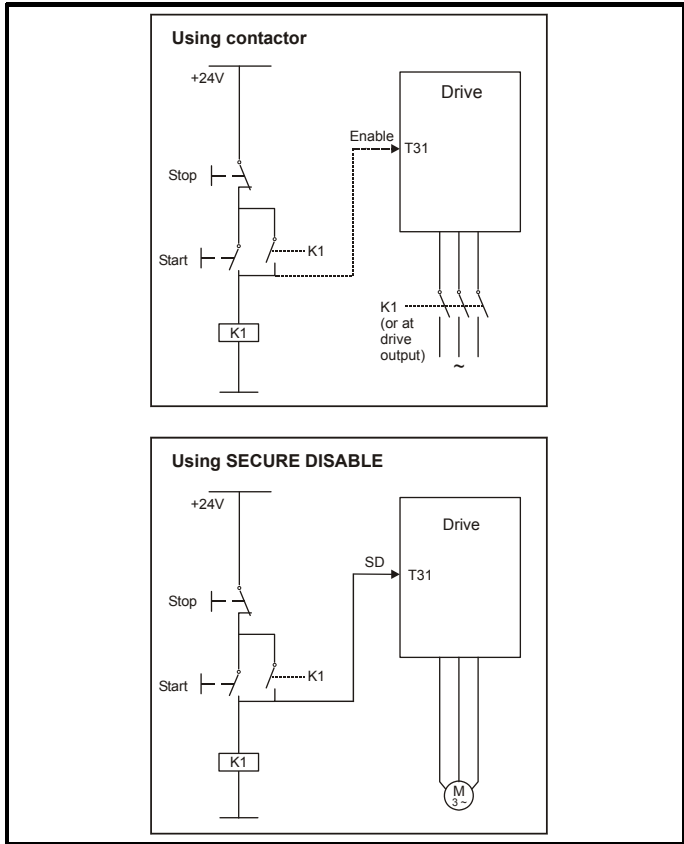 Using contactor
+24V
Drive
Enable
T31
Stop
K1
Start
K1
K1
(or at
drive
output)
~
Using SECURE DISABLE
+24V
Drive
SD
T31
Stop
K1
Start
K1
M
3 ~